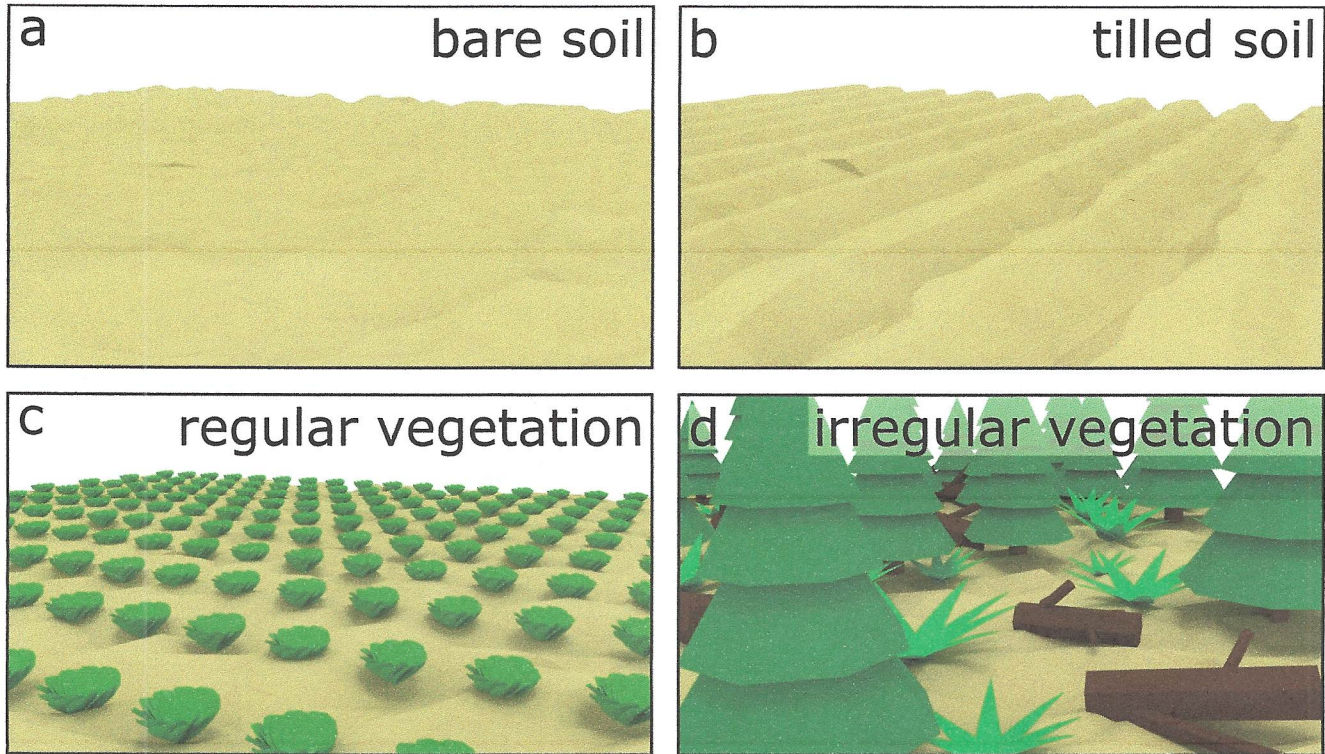 a bare soil
b tilled soil
c regular vegetation
d irregular vegetation